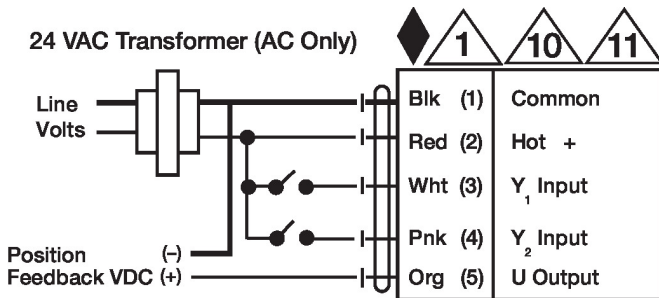 24 VAC Transformer (AC Only)
1 10 11
Line
Volts
Blk (1) Common
Red (2) Hot +
Wht (3) Y1 Input
Pnk (4) Y2 Input
Position (–)
Feedback VDC (+)
Org (5) U Output